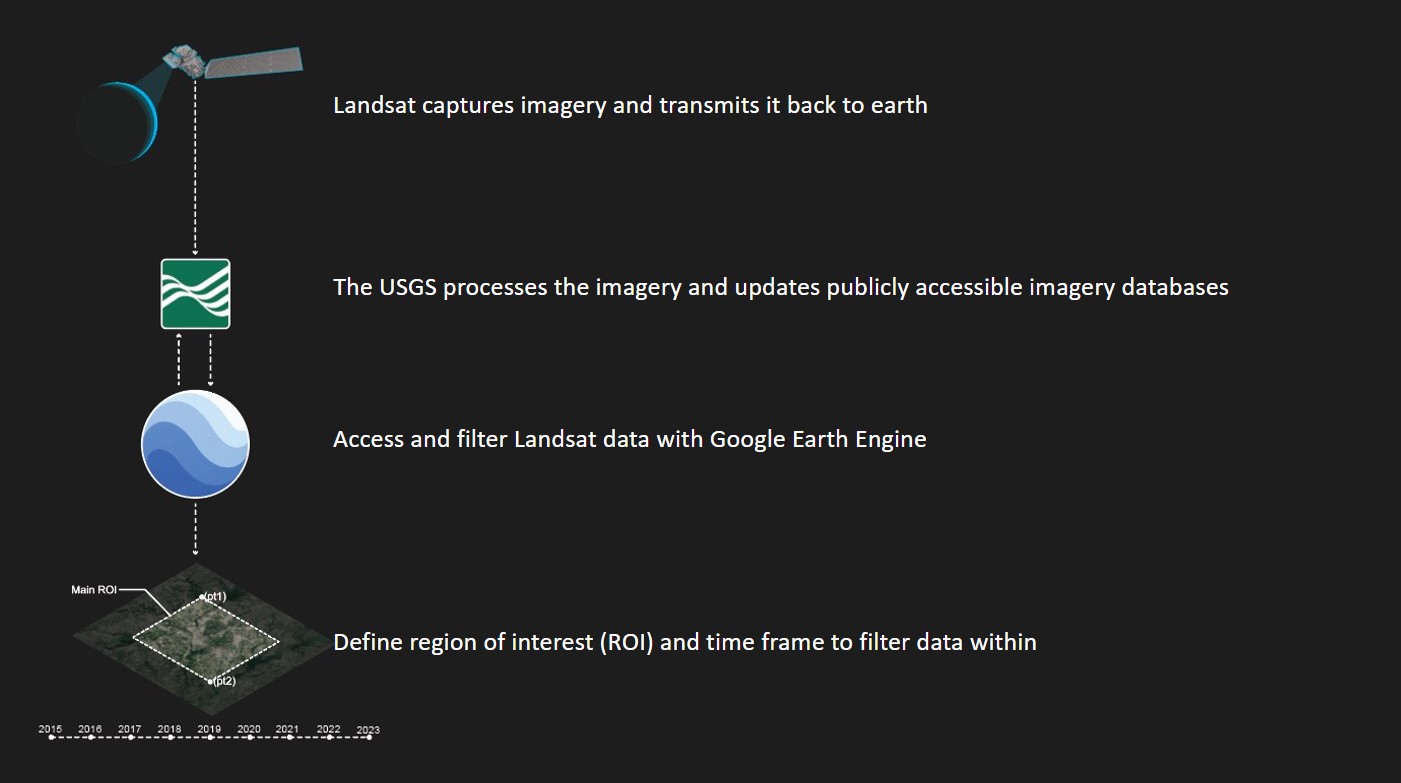 Landsat captures imagery and transmits it back to earth
The USGS processes the imagery and updates publicly accessible imagery databases
Access and filter Landsat data with Google Earth Engine
Main ROI
(pt1)
Define region of interest (ROI) and time frame to filter data within
(pt2)
2015 2016 2017 2018 2019 2020 2021 2022 2023